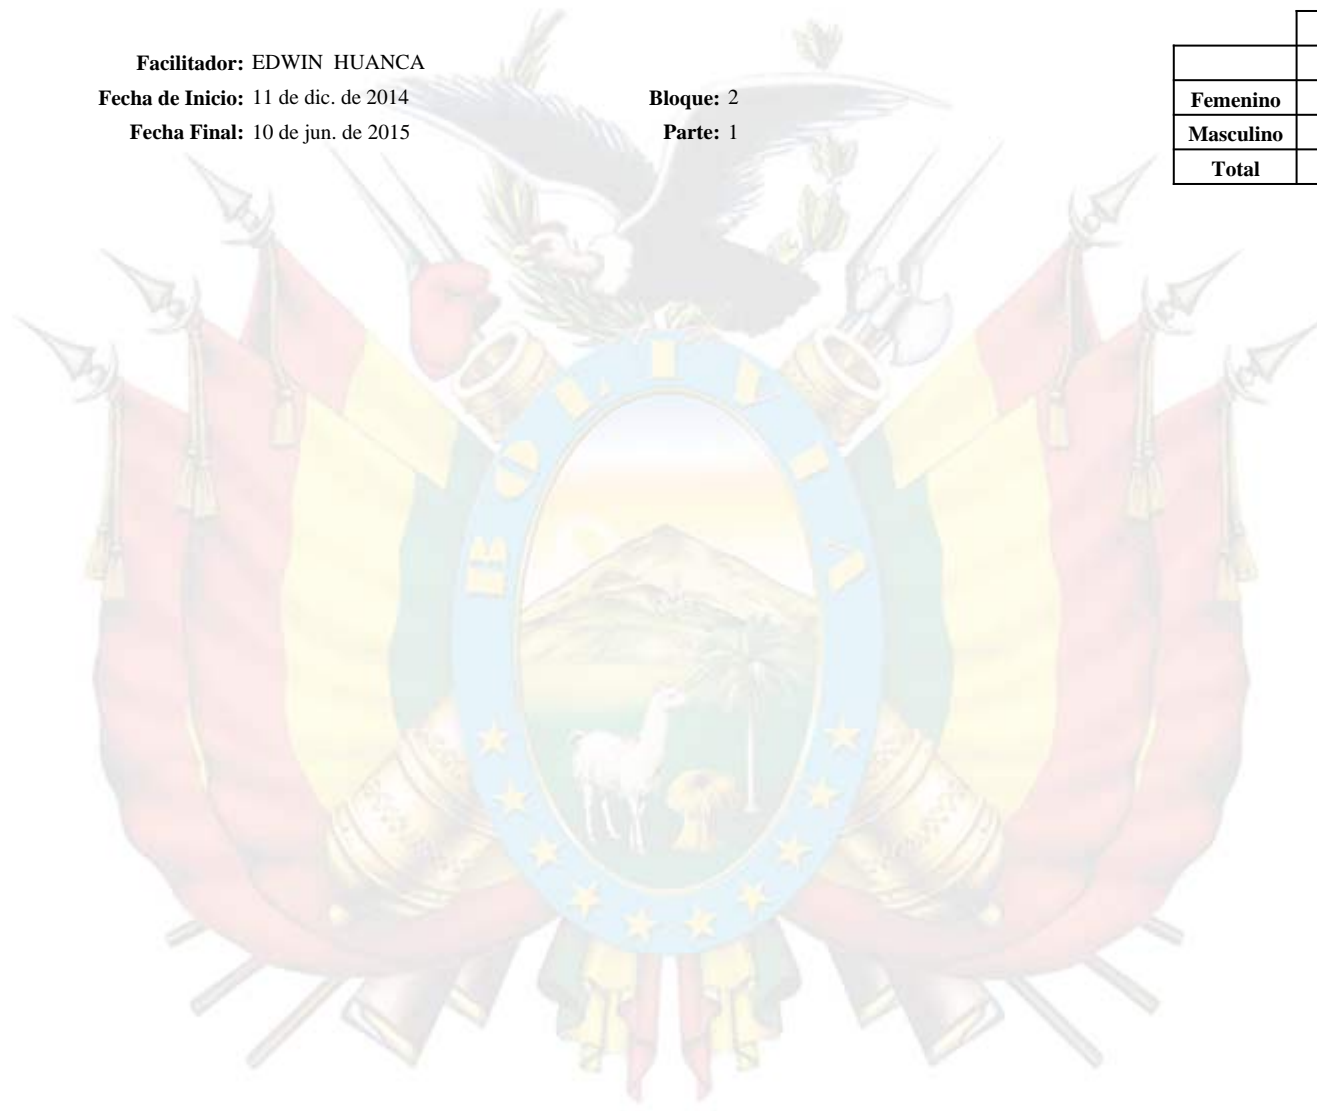 Facilitador: EDWIN HUANCA
Fecha de Inicio: 11 de dic. de 2014 Bloque: 2
Fecha Final: 10 de jun. de 2015 Parte: 1
Femenino
Masculino
Total
BOLIVIA